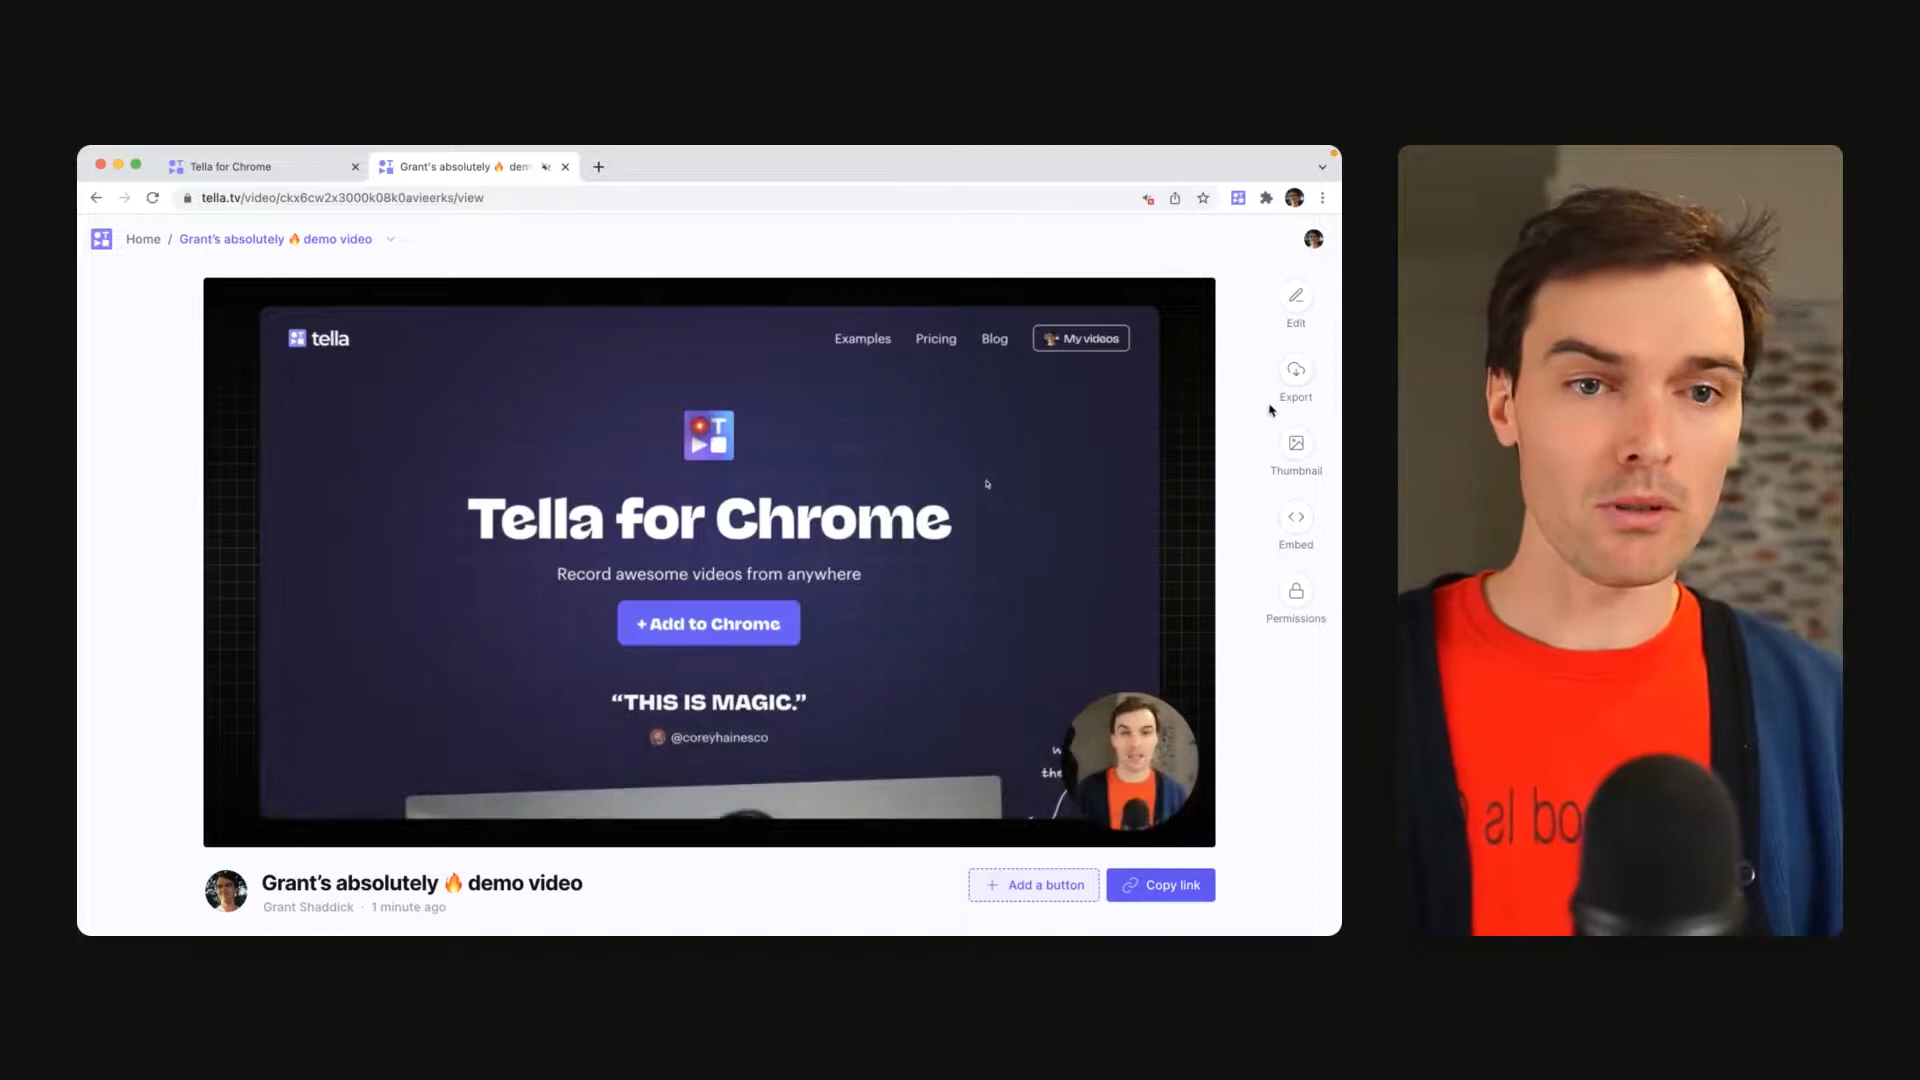 Tella for Chrome
Grant's absolutely 🔥 dem
tella.tv/video/ckx6cw2x3000k08k0avieerks/view
Home / Grant's absolutely 🔥 demo video
tella
Examples
Pricing
Blog
My videos
Tella for Chrome
Record awesome videos from anywhere
+ Add to Chrome
“THIS IS MAGIC.”
@coreyhainesco
w
the
Edit
Export
Thumbnail
Embed
Permissions
Grant’s absolutely 🔥 demo video
Grant Shaddick · 1 minute ago
+ Add a button
Copy link